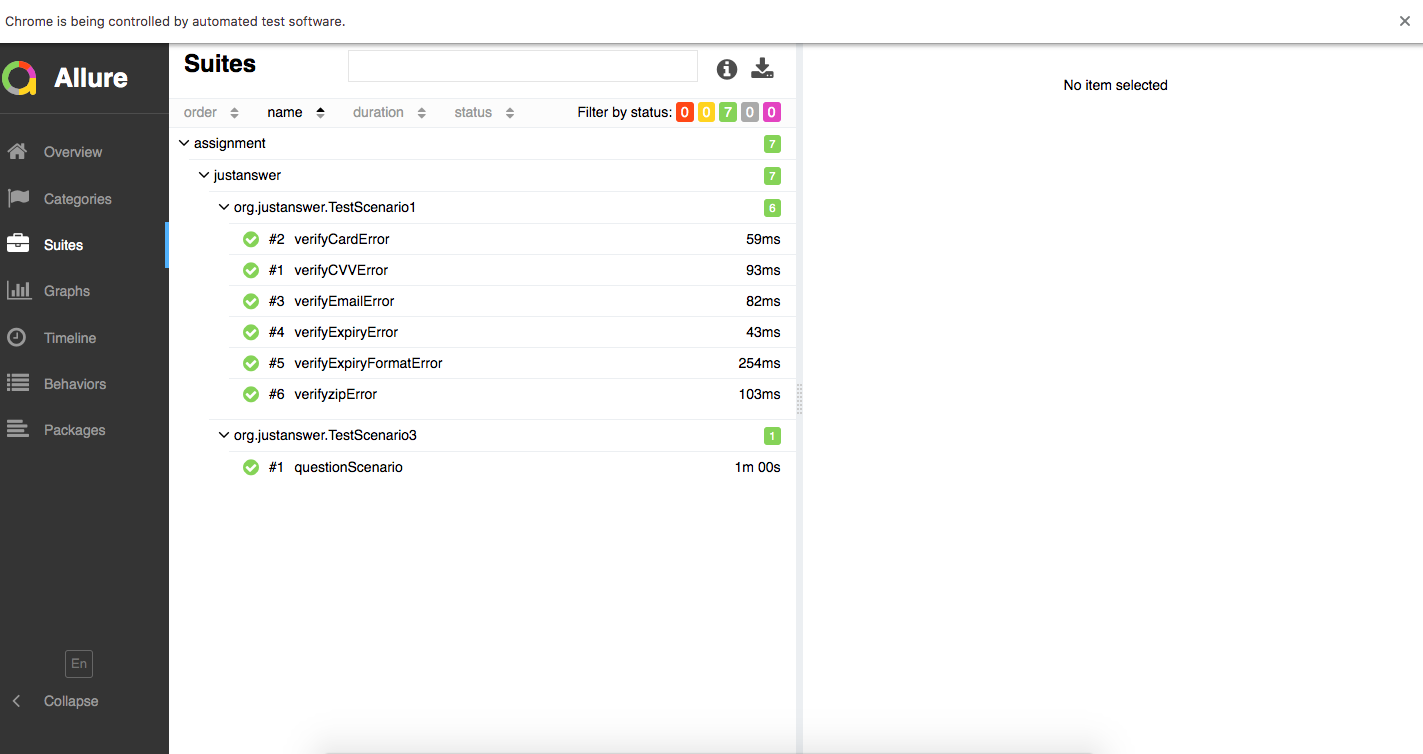 Chrome is being controlled by automated test software.
Allure
Overview
Categories
Suites
Graphs
Timeline
Behaviors
Packages
En
Collapse
Suites
order name duration status Filter by status: 0 0 7 0 0
assignment 7
justanswer 7
org.justanswer.TestScenario1 6
#2 verifyCardError 59ms
#1 verifyCVVError 93ms
#3 verifyEmailError 82ms
#4 verifyExpiryError 43ms
#5 verifyExpiryFormatError 254ms
#6 verifyzipError 103ms
org.justanswer.TestScenario3 1
#1 questionScenario 1m 00s
No item selected